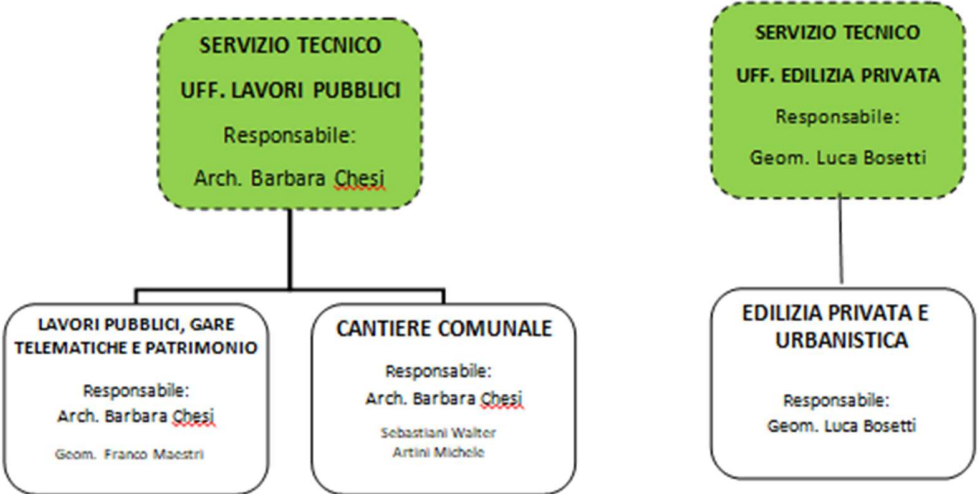 SERVIZIO TECNICO
UFF. LAVORI PUBBLICI
Responsabile:
Arch. Barbara Chesi
SERVIZIO TECNICO
UFF. EDILIZIA PRIVATA
Responsabile:
Geom. Luca Bosetti
LAVORI PUBBLICI, GARE
TELEMATICHE E PATRIMONIO
Responsabile:
Arch. Barbara Chesi
Geom. Franco Maestri
CANTIERE COMUNALE
Responsabile:
Arch. Barbara Chesi
Sebastiani Walter
Artini Michele
EDILIZIA PRIVATA E
URBANISTICA
Responsabile:
Geom. Luca Bosetti